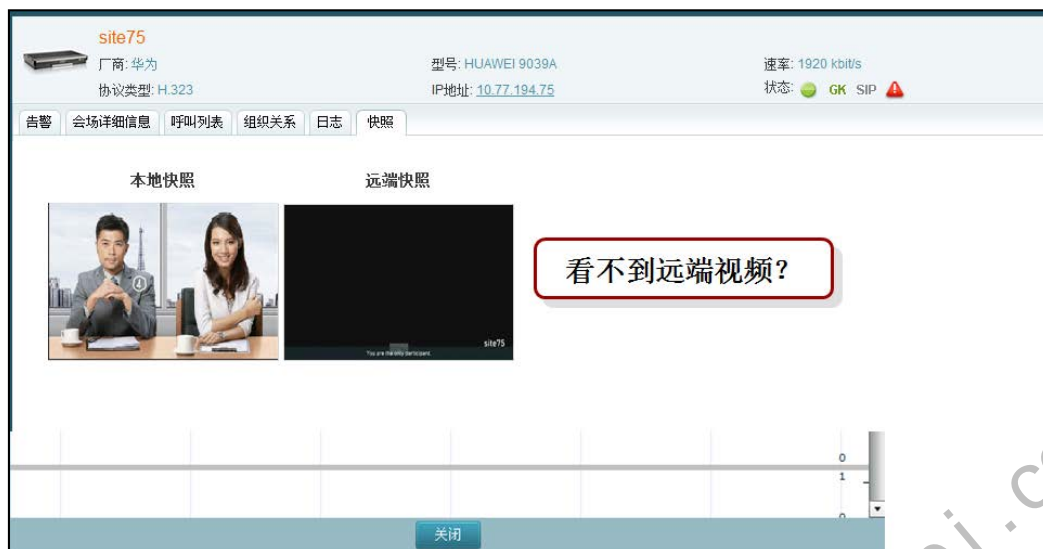 site75
厂商: 华为
型号: HUAWEI 9039A
速率: 1920 kbit/s
协议类型: H.323
IP地址: 10.77.194.75
状态: GK SIP
告警 会场详细信息 呼叫列表 组织关系 日志 快照
本地快照
远端快照
看不到远端视频?
site75
You are the only participant.
0
1
0
关闭